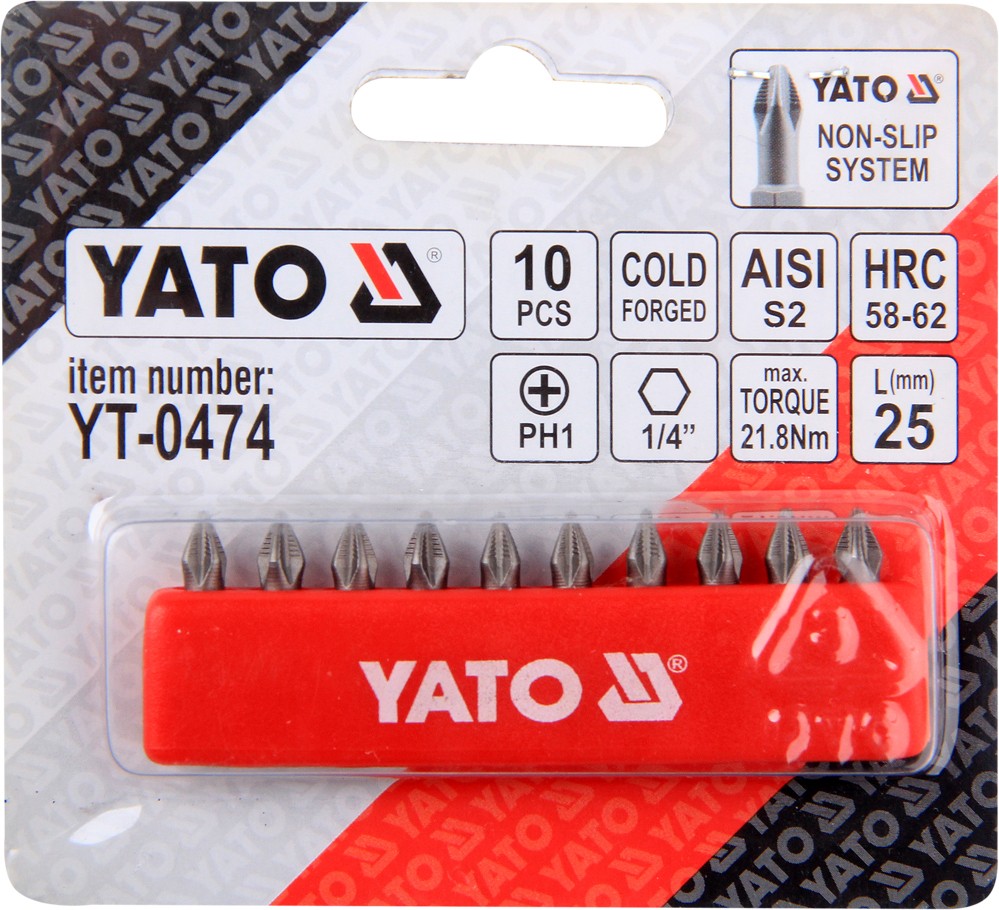 YATO ®
NON-SLIP
SYSTEM
YATO ®
10
PCS
COLD
FORGED
AISI
S2
HRC
58-62
item number:
YT-0474
PH1
1/4”
max.
TORQUE
21.8Nm
L(mm)
25
YATO ®